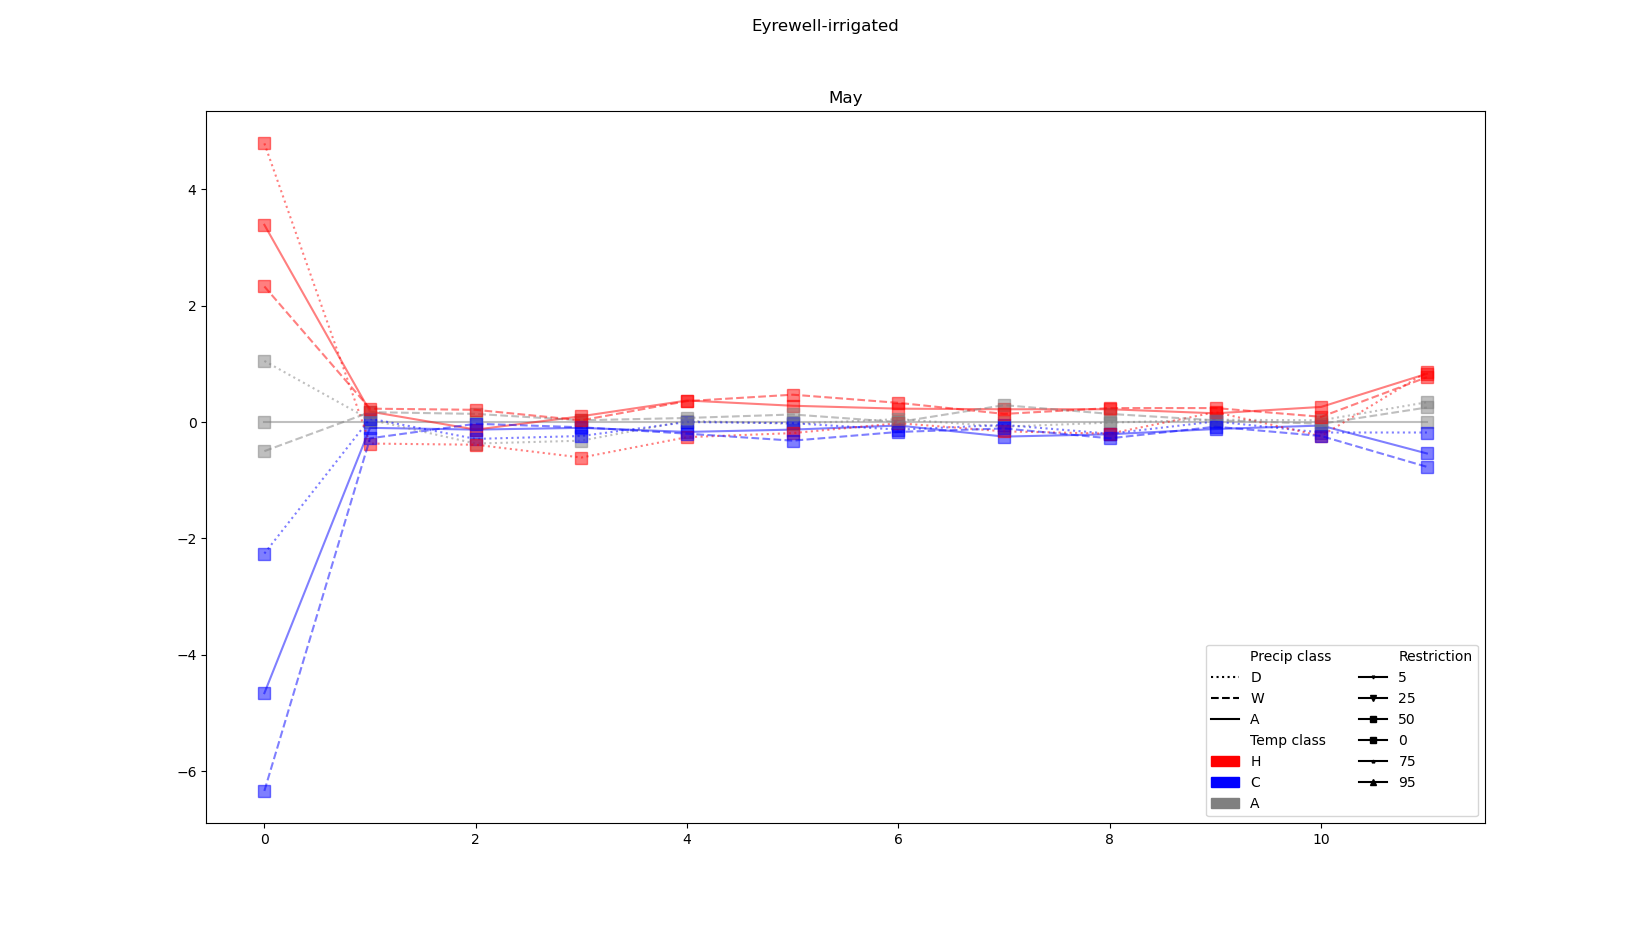 Eyrewell-irrigated
May
4
2
0
−2
−4
−6
0 2 4 6 8 10
Precip class
D
W
A
Temp class
H
C
A
Restriction
5
25
50
0
75
95